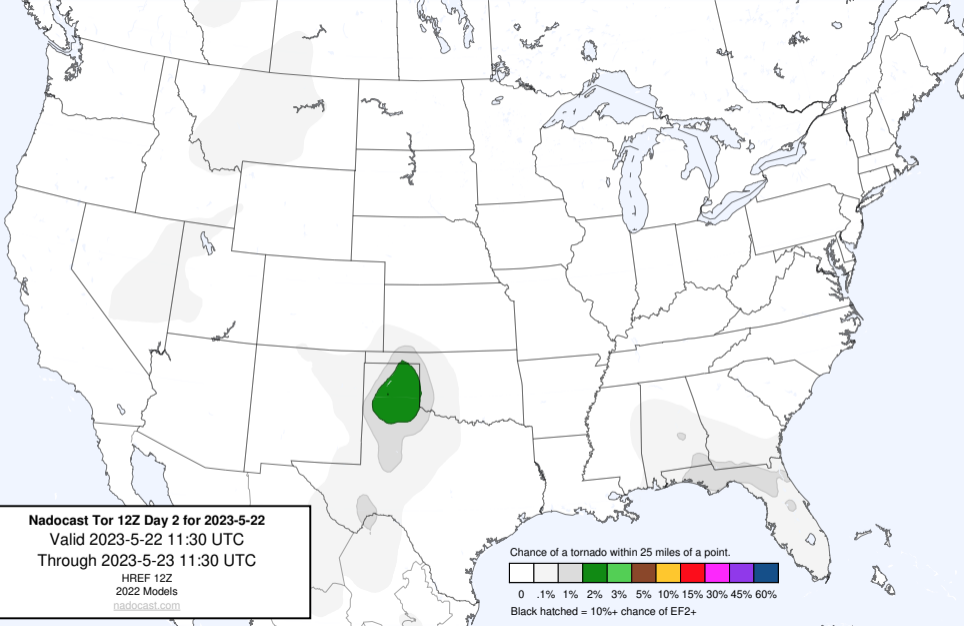 Nadocast Tor 12Z Day 2 for 2023-5-22
Valid 2023-5-22 11:30 UTC
Through 2023-5-23 11:30 UTC
HREF 12Z
2022 Models
nadocast.com
Chance of a tornado within 25 miles of a point.
0 .1% 1% 2% 3% 5% 10% 15% 30% 45% 60%
Black hatched = 10%+ chance of EF2+